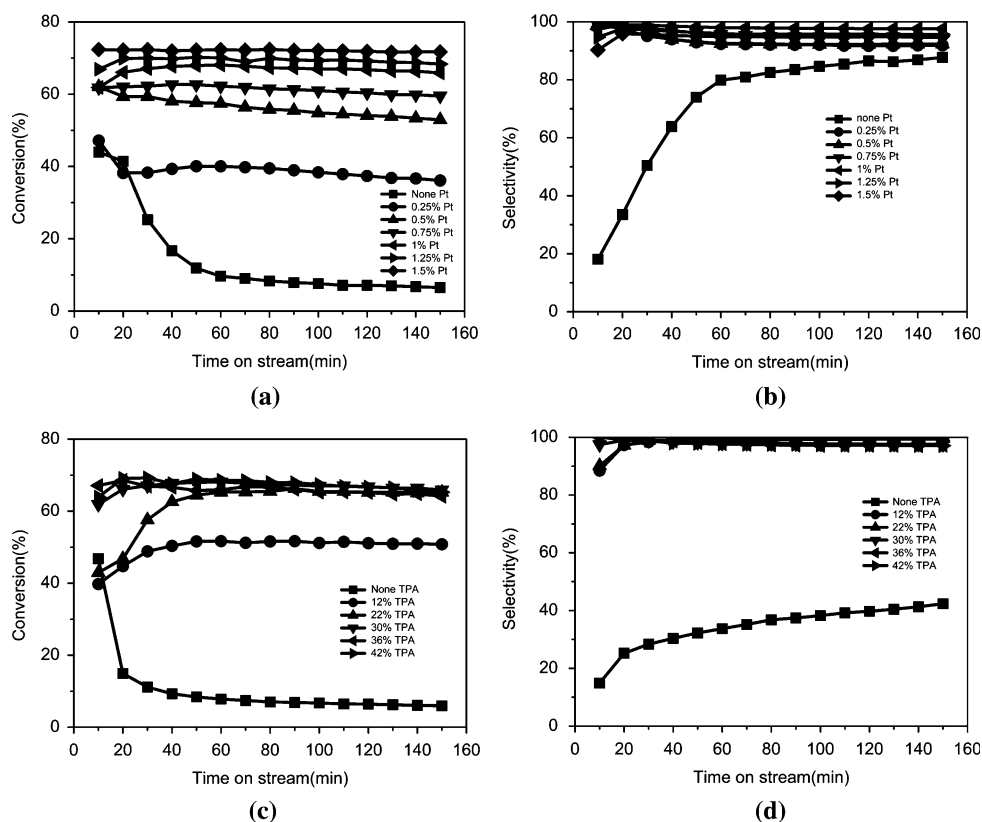 80
60
40
20
0
Conversion(%)
None Pt
0.25% Pt
0.5% Pt
0.75% Pt
1% Pt
1.25% Pt
1.5% Pt
0 20 40 60 80 100 120 140 160
Time on stream(min)
(a)
100
80
60
40
20
0
Selectivity(%)
none Pt
0.25% Pt
0.5% Pt
0.75% Pt
1% Pt
1.25% Pt
1.5% Pt
0 20 40 60 80 100 120 140 160
Time on stream(min)
(b)
80
60
40
20
0
Conversion(%)
None TPA
12% TPA
22% TPA
30% TPA
36% TPA
42% TPA
0 20 40 60 80 100 120 140 160
Time on stream(min)
(c)
100
80
60
40
20
0
Selectivity(%)
None TPA
12% TPA
22% TPA
30% TPA
36% TPA
42% TPA
0 20 40 60 80 100 120 140 160
Time on stream(min)
(d)